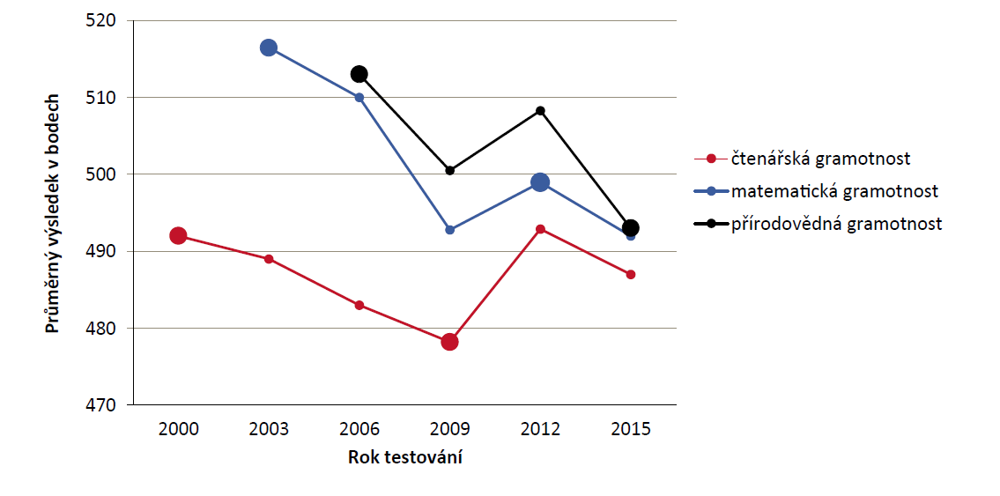 520
510
500
490
480
470
Průměrný výsledek v bodech
2000 2003 2006 2009 2012 2015
Rok testování
čtenářská gramotnost
matematická gramotnost
přírodovědná gramotnost